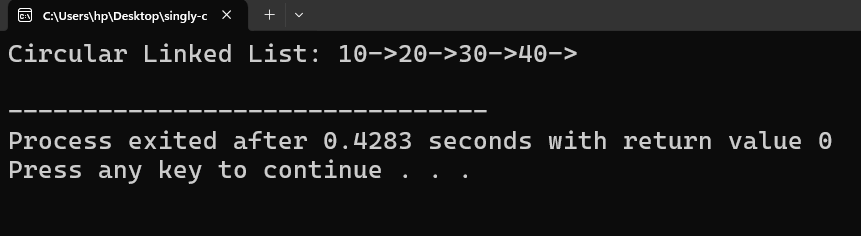 C:\Users\hp\Desktop\singly-c
Circular Linked List: 10->20->30->40->
--------------------------------
Process exited after 0.4283 seconds with return value 0
Press any key to continue . . .